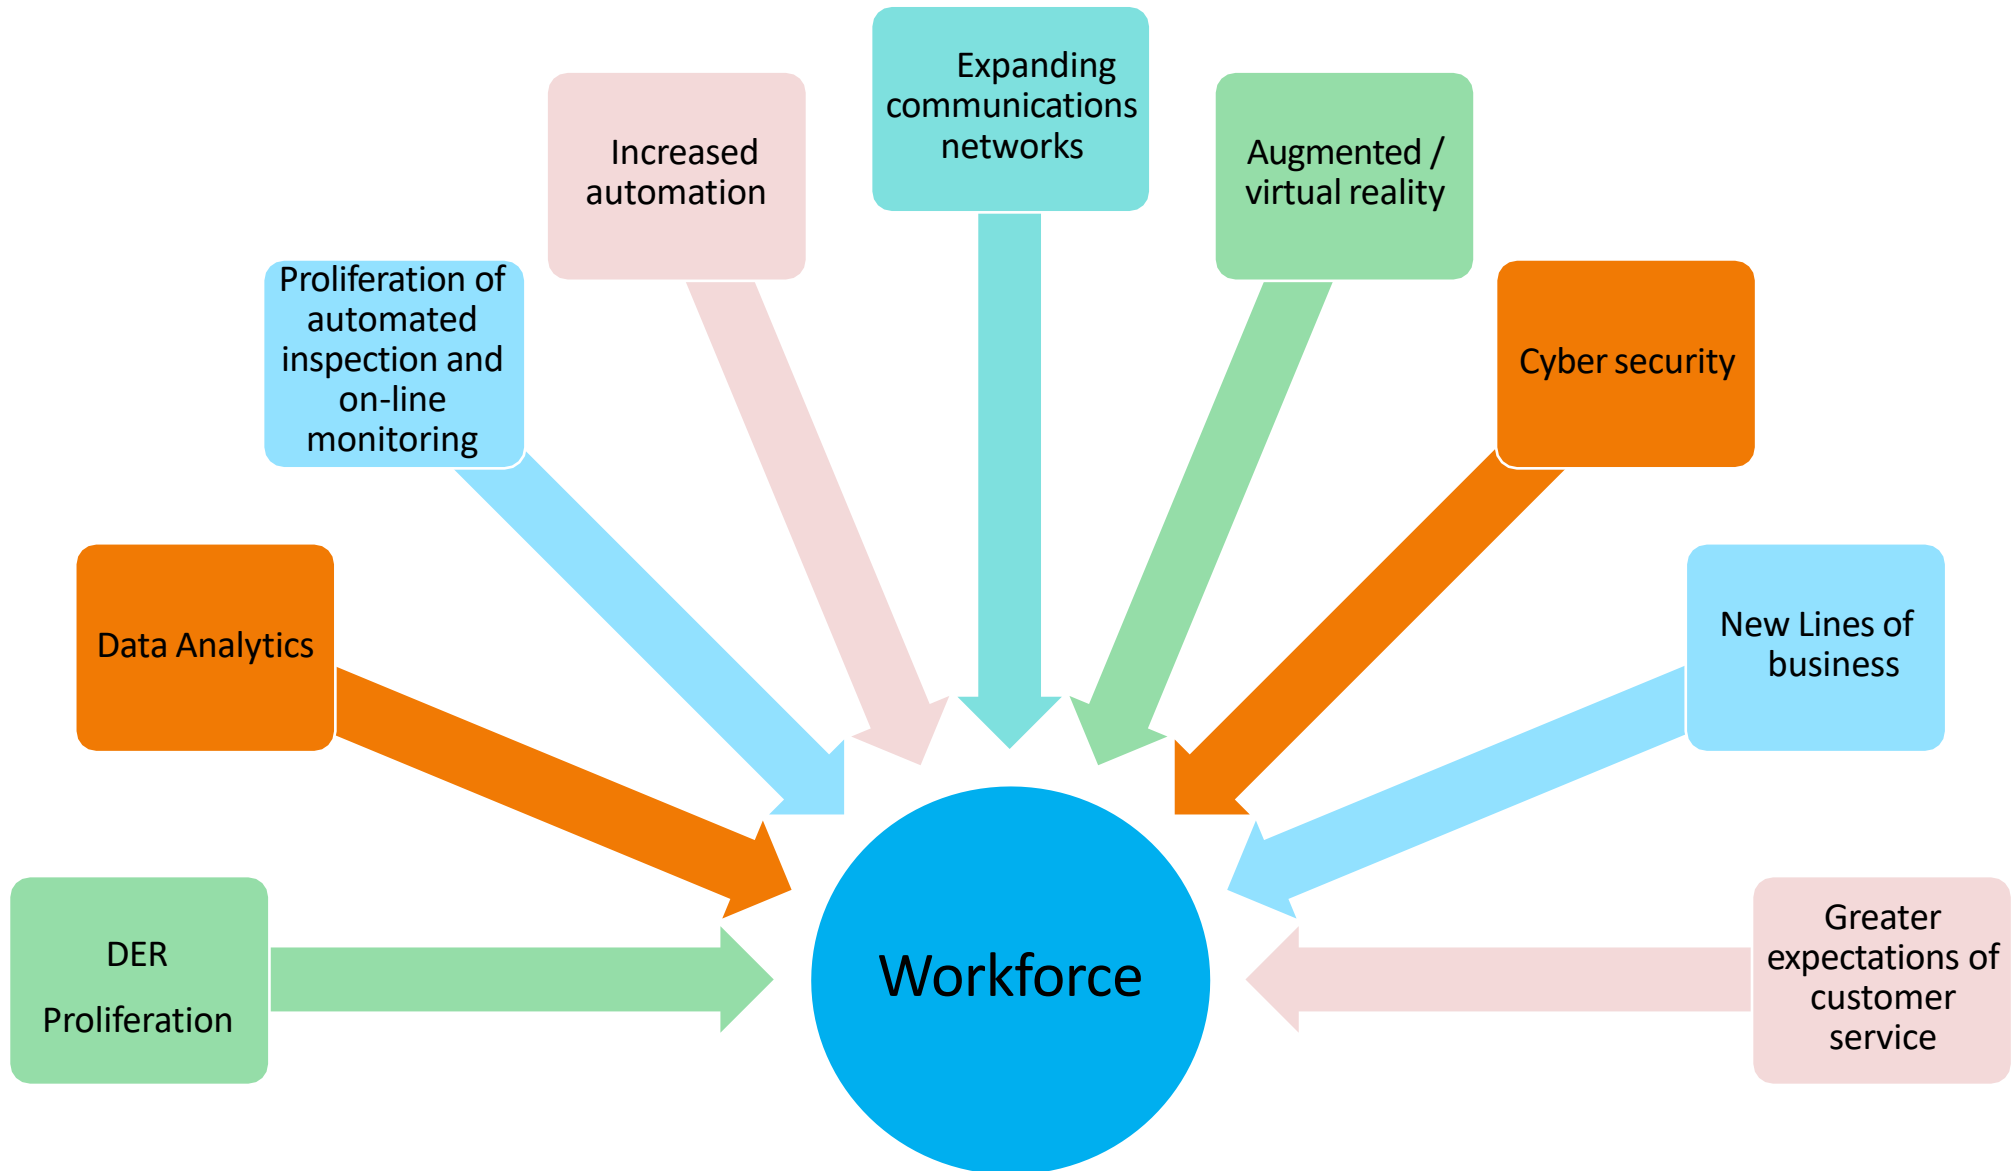 Expanding
communications
networks
Increased
automation
Augmented /
virtual reality
Proliferation of
automated
inspection and
on-line
monitoring
Cyber security
Data Analytics
New Lines of
business
DER
Proliferation
Workforce
Greater
expectations of
customer
service